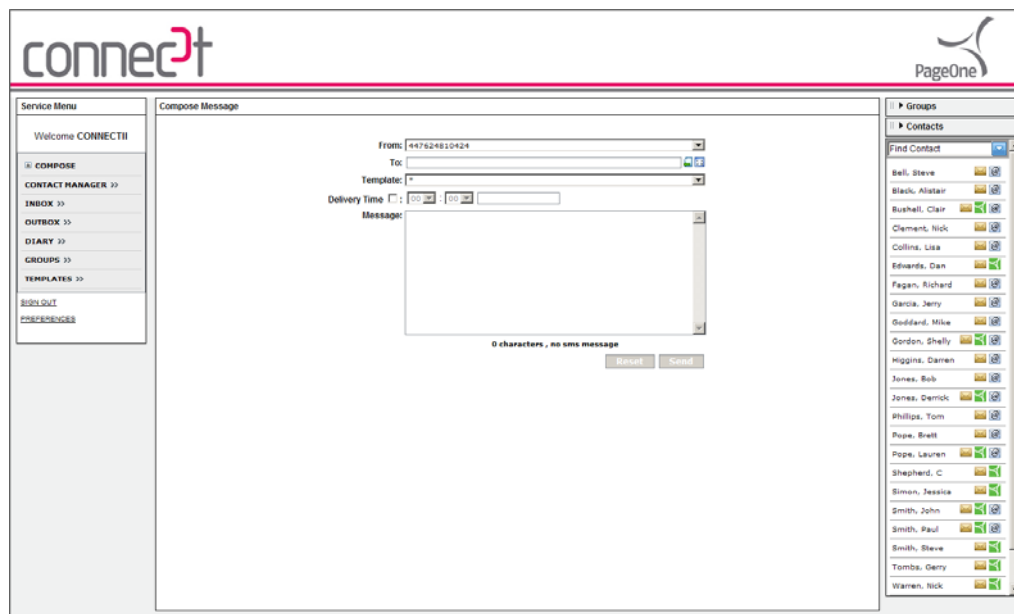 connect
PageOne
Service Menu
Welcome CONNECTII
COMPOSE
CONTACT MANAGER >>
INBOX >>
OUTBOX >>
DIARY >>
GROUPS >>
TEMPLATES >>
SIGN OUT
PREFERENCES
Compose Message
From: 447624810424
To:
Template: *
Delivery Time : 00 : 00
Message:
0 characters , no sms message
Reset Send
Groups
Contacts
Find Contact
Bell, Steve
Black, Alistair
Bushell, Clair
Clement, Nick
Collins, Lisa
Edwards, Dan
Fagan, Richard
Garcia, Jerry
Goddard, Mike
Gordon, Shelly
Higgins, Darren
Jones, Bob
Jones, Derrick
Phillips, Tom
Pope, Brett
Pope, Lauren
Shepherd, C
Simon, Jessica
Smith, John
Smith, Paul
Smith, Steve
Tombs, Gerry
Warren, Nick